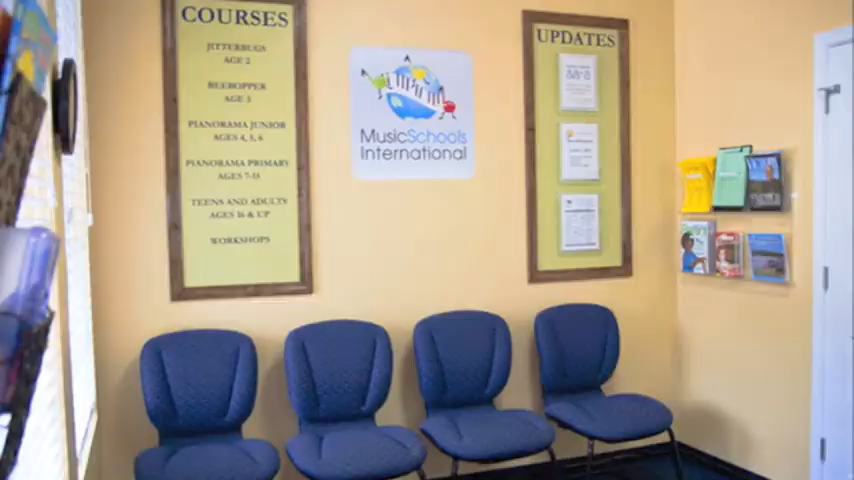 COURSES
JITTERBUGS
AGE 2
BEEBOPPER
AGE 3
PIANORAMA JUNIOR
AGES 4, 5, 6
PIANORAMA PRIMARY
AGES 7-15
TEENS AND ADULTS
AGES 16 & UP
WORKSHOPS
MusicSchools
International
UPDATES